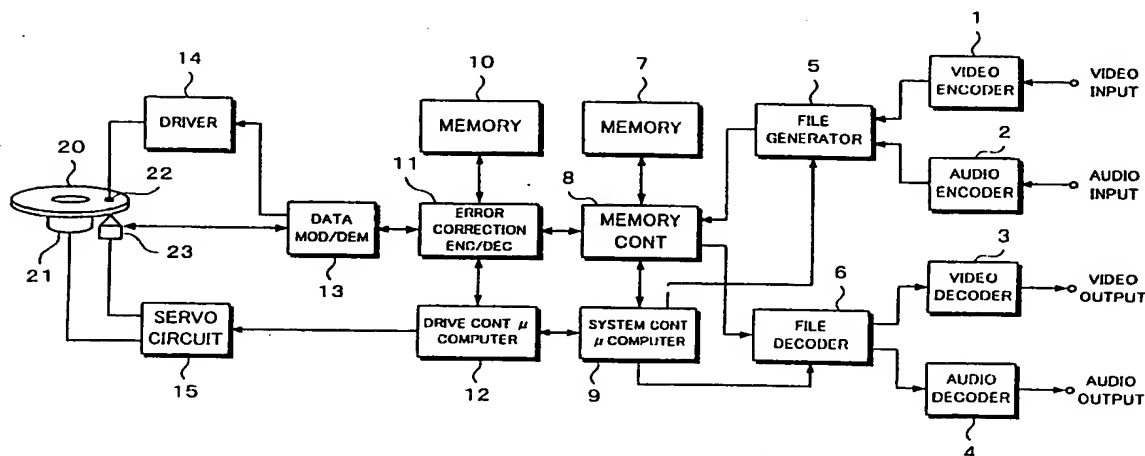 1
14
10
7
5
VIDEO ENCODER
VIDEO INPUT
DRIVER
MEMORY
MEMORY
FILE GENERATOR
2
20
22
11
8
AUDIO ENCODER
AUDIO INPUT
DATA MOD/DEM
ERROR CORRECTION ENC/DEC
MEMORY CONT
21
23
13
3
6
VIDEO DECODER
VIDEO OUTPUT
SERVO CIRCUIT
DRIVE CONT µ COMPUTER
SYSTEM CONT µ COMPUTER
FILE DECODER
15
12
9
AUDIO DECODER
AUDIO OUTPUT
4